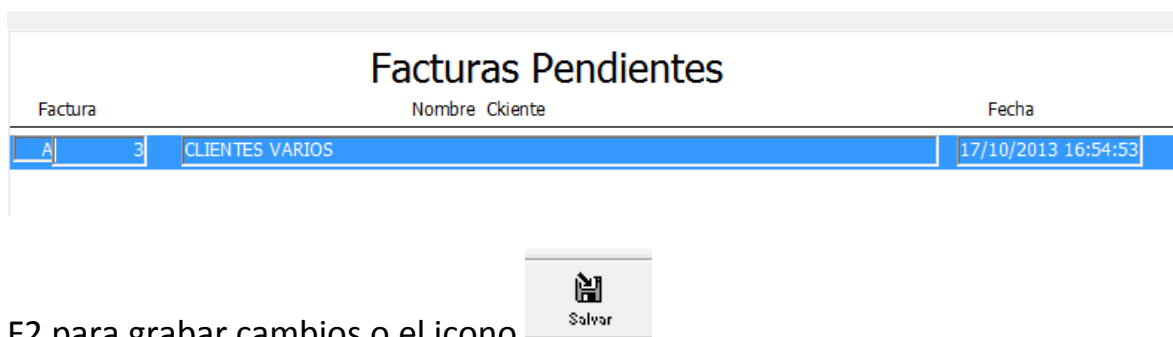 Facturas Pendientes
Factura Nombre Ckiente Fecha
A 3 CLIENTES VARIOS 17/10/2013 16:54:53
Salvar
F2 para grabar cambios o el icono